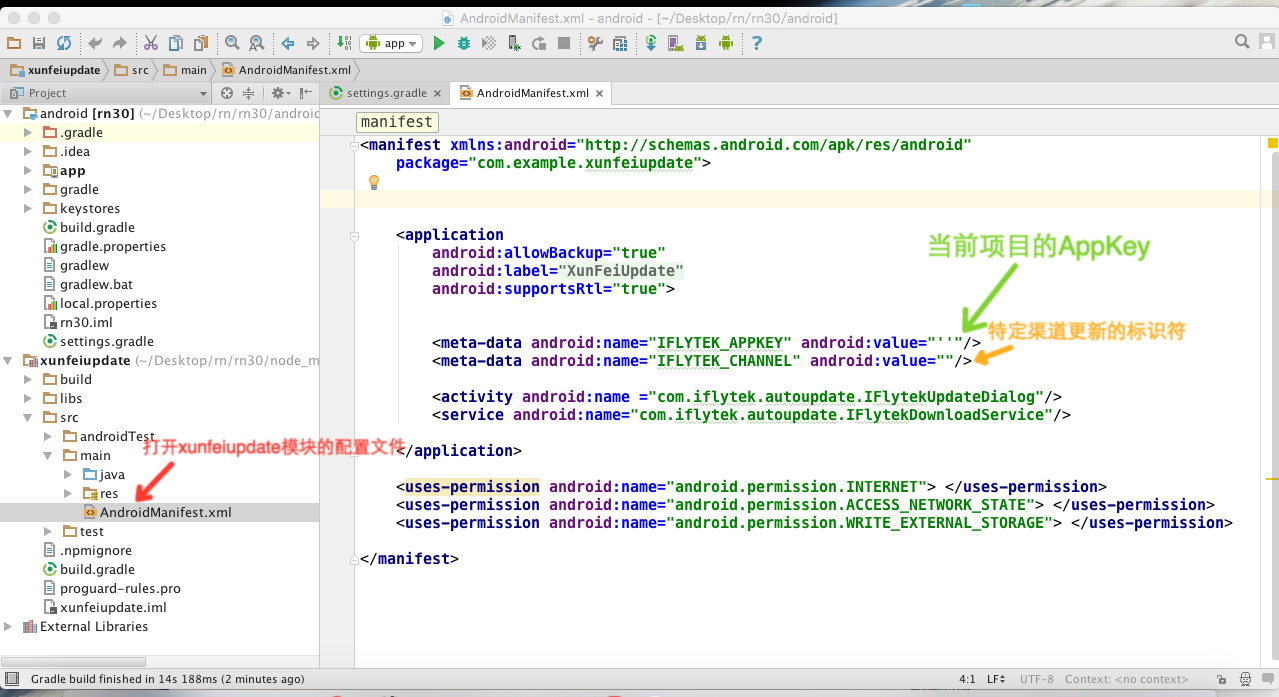 AndroidManifest.xml - android - [~/Desktop/rn/rn30/android]
app
xunfeiupdate src main AndroidManifest.xml
Project
settings.gradle AndroidManifest.xml
android [rn30] (~/Desktop/rn/rn30/android
.gradle
.idea
app
gradle
keystores
build.gradle
gradle.properties
gradlew
gradlew.bat
local.properties
rn30.iml
settings.gradle
xunfeiupdate (~/Desktop/rn/rn30/node_m
build
libs
src
androidTest
main
java
res
AndroidManifest.xml
test
.npmignore
build.gradle
proguard-rules.pro
xunfeiupdate.iml
External Libraries
打开xunfeiupdate模块的配置文件
manifest
<manifest xmlns:android="http://schemas.android.com/apk/res/android"
package="com.example.xunfeiupdate">
<application
android:allowBackup="true"
android:label="XunFeiUpdate"
android:supportsRtl="true">
当前项目的AppKey
特定渠道更新的标识符
<meta-data android:name="IFLYTEK_APPKEY" android:value="''"/>
<meta-data android:name="IFLYTEK_CHANNEL" android:value=""/>
<activity android:name ="com.iflytek.autoupdate.IFlytekUpdateDialog"/>
<service android:name="com.iflytek.autoupdate.IFlytekDownloadService"/>
</application>
<uses-permission android:name="android.permission.INTERNET"> </uses-permission>
<uses-permission android:name="android.permission.ACCESS_NETWORK_STATE"> </uses-permission>
<uses-permission android:name="android.permission.WRITE_EXTERNAL_STORAGE"> </uses-permission>
</manifest>
Gradle build finished in 14s 188ms (2 minutes ago)
4:1 LF UTF-8 Context: <no context>